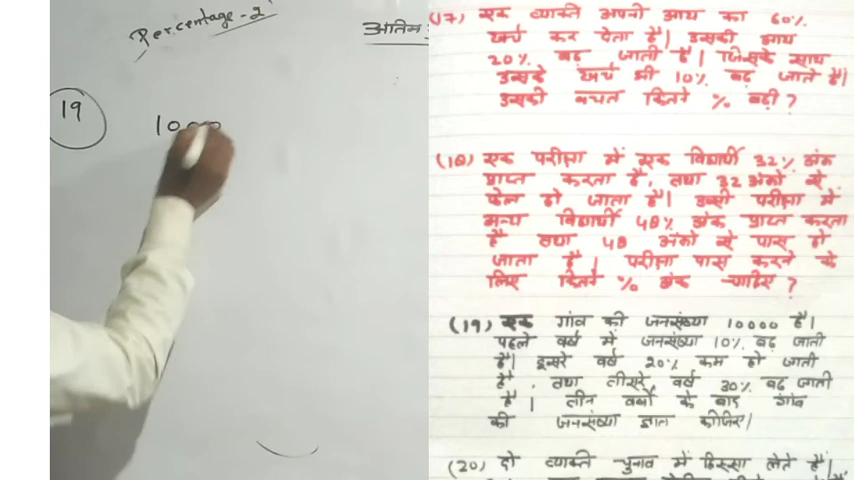 Percentage - 2
19
1000
(17) एक व्यक्ति अपनी आय का 60%
खर्च कर देता है। उसकी आय
20% बढ़ जाती है। जिसके साथ
उसके खर्च भी 10% बढ़ जाते है।
उसकी बचत कितने % बढ़ी ?
(18) एक परीक्षा में एक विद्यार्थी 32% अंक
प्राप्त करता है, तथा 32 अंको से
फेल हो जाता है। उसी परीक्षा में
अन्य विद्यार्थी 48% अंक प्राप्त करता
है तथा 48 अंको से पास हो
जाता है। परीक्षा पास करने के
लिए कितने % अंक चाहिए ?
(19) एक गांव की जनसंख्या 10000 है।
पहले वर्ष में जनसंख्या 10% बढ़ जाती
है। दूसरे वर्ष 20% कम हो जाती
है, तथा तीसरे वर्ष 30% बढ़ जाती
है। तीन वर्षो के बाद गांव
की जनसंख्या ज्ञात कीजिए।
(20) दो व्यक्ति चुनाव में हिस्सा लेते है।